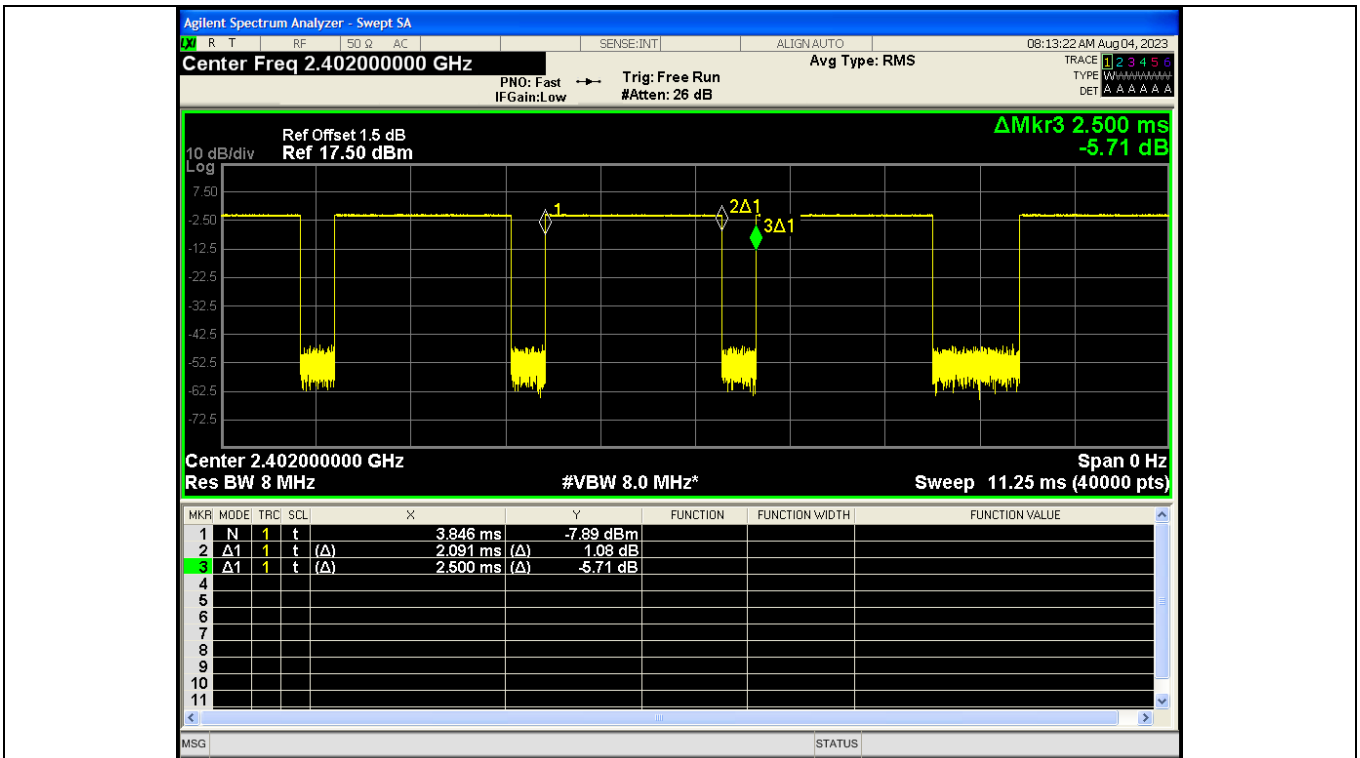 Agilent Spectrum Analyzer - Swept SA
LXI R T RF 50 Ω AC SENSE:INT ALIGN AUTO 08:13:22 AM Aug 04, 2023
Center Freq 2.402000000 GHz Avg Type: RMS TRACE 1 2 3 4 5 6
PNO: Fast Trig: Free Run TYPE
IFGain:Low #Atten: 26 dB DET A A A A A A
ΔMkr3 2.500 ms
Ref Offset 1.5 dB
10 dB/div Ref 17.50 dBm -5.71 dB
Log
7.50
-2.50
-12.5
-22.5
-32.5
-42.5
-52.5
-62.5
-72.5
1
2Δ1
3Δ1
Center 2.402000000 GHz Span 0 Hz
Res BW 8 MHz #VBW 8.0 MHz* Sweep 11.25 ms (40000 pts)
MKR MODE TRC SCL X Y FUNCTION FUNCTION WIDTH FUNCTION VALUE
1 N 1 t 3.846 ms -7.89 dBm
2 Δ1 1 t (Δ) 2.091 ms (Δ) 1.08 dB
3 Δ1 1 t (Δ) 2.500 ms (Δ) -5.71 dB
4
5
6
7
8
9
10
11
MSG STATUS